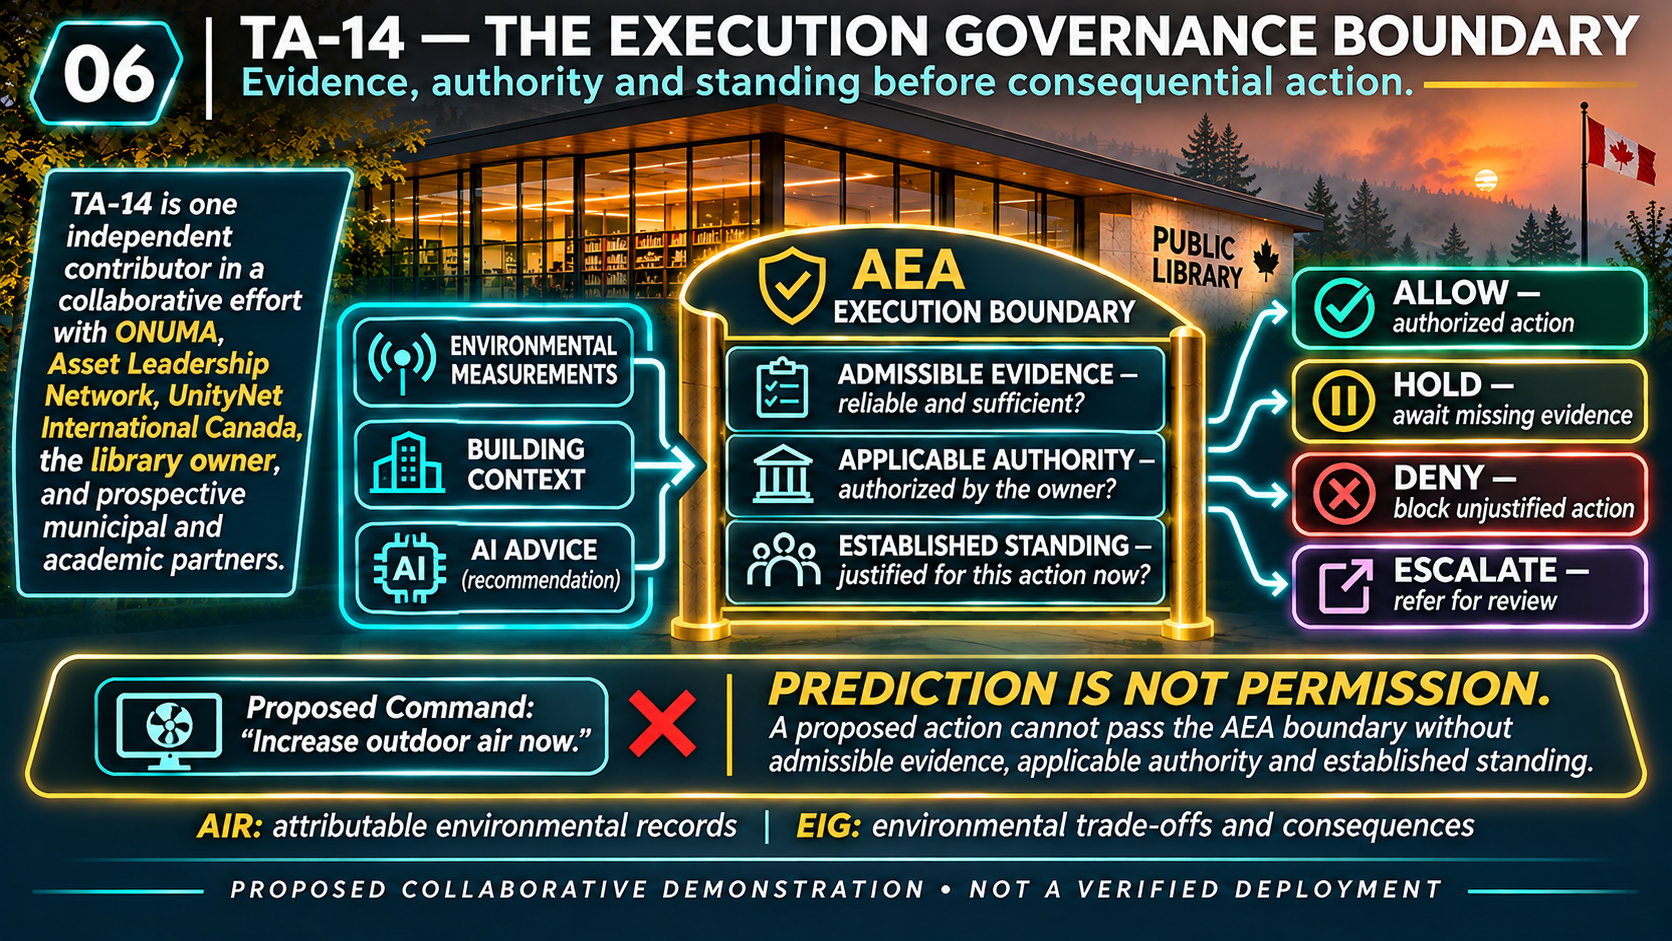 06
TA-14 — THE EXECUTION GOVERNANCE BOUNDARY
Evidence, authority and standing before consequential action.
TA-14 is one
independent
contributor in a
collaborative effort
with ONUMA,
Asset Leadership
Network, UnityNet
International Canada,
the library owner,
and prospective
municipal and
academic partners.
ENVIRONMENTAL
MEASUREMENTS
BUILDING
CONTEXT
AI
AI ADVICE
(recommendation)
PUBLIC
LIBRARY
AEA
EXECUTION BOUNDARY
ADMISSIBLE EVIDENCE —
reliable and sufficient?
APPLICABLE AUTHORITY —
authorized by the owner?
ESTABLISHED STANDING —
justified for this action now?
ALLOW —
authorized action
HOLD —
await missing evidence
DENY —
block unjustified action
ESCALATE —
refer for review
Proposed Command:
“Increase outdoor air now.”
PREDICTION IS NOT PERMISSION.
A proposed action cannot pass the AEA boundary without
admissible evidence, applicable authority and established standing.
AIR: attributable environmental records | EIG: environmental trade-offs and consequences
PROPOSED COLLABORATIVE DEMONSTRATION • NOT A VERIFIED DEPLOYMENT